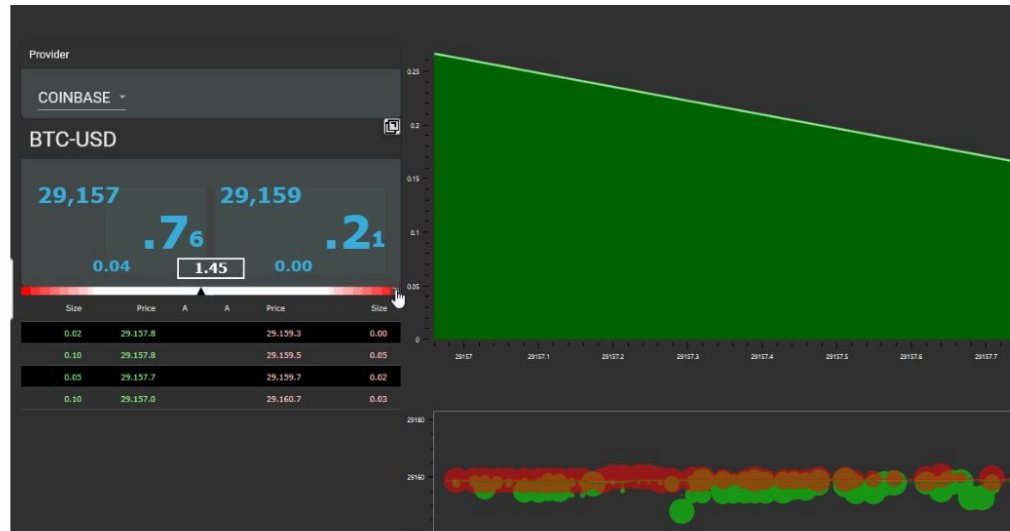 Provider
COINBASE
BTC-USD
29,157 29,159
.76 .21
0.04 1.45 0.00
Size Price A A Price Size
0.02 29.157.8 29.159.3 0.00
0.10 29.157.8 29.159.5 0.05
0.05 29.157.7 29.159.7 0.02
0.10 29.157.0 29.160.7 0.03
0.25
0.2
0.15
0.1
0.05
0
29157 29157.1 29157.2 29157.3 29157.4 29157.5 29157.6 29157.7
29180
29160